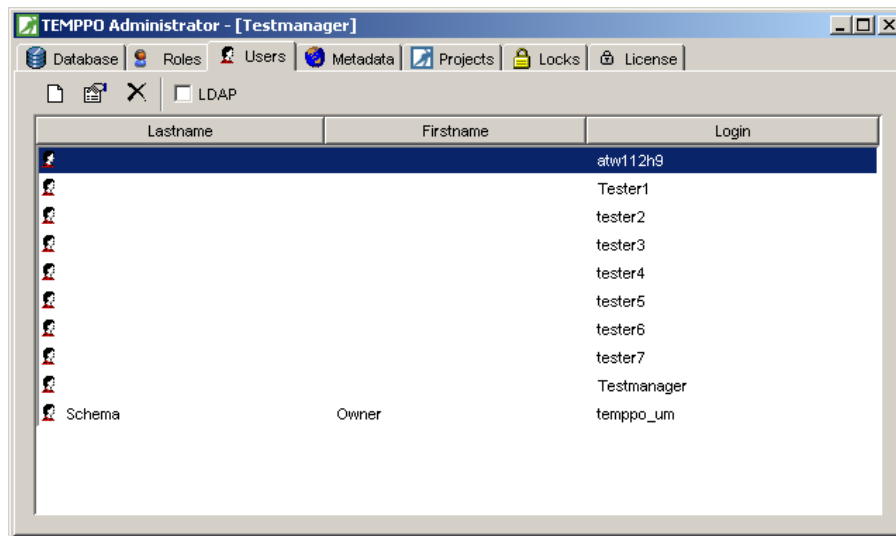 TEMPPO Administrator - [Testmanager]
Database Roles Users Metadata Projects Locks License
LDAP
Lastname Firstname Login
atw112h9
Tester1
tester2
tester3
tester4
tester5
tester6
tester7
Testmanager
Schema Owner temppo_um